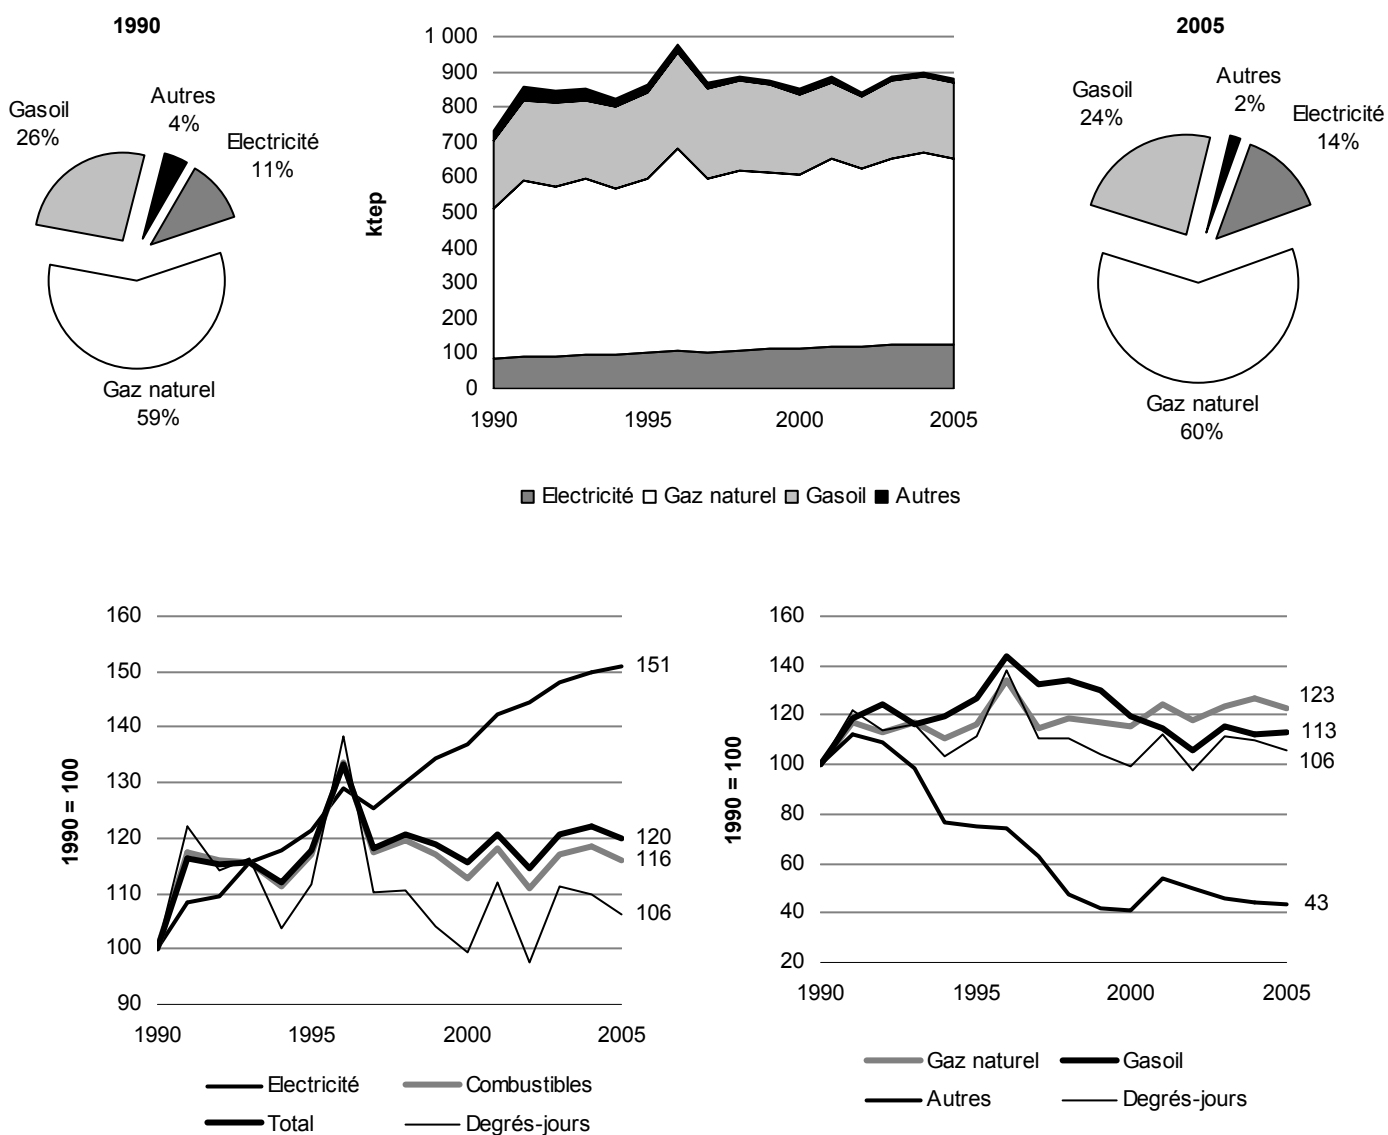 1990
Gasoil
26%
Autres
4%
Electricité
11%
Gaz naturel
59%
1 000
900
800
700
600
500
400
300
200
100
0
ktep
1990
1995
2000
2005
Electricité
Gaz naturel
Gasoil
Autres
2005
Gasoil
24%
Autres
2%
Electricité
14%
Gaz naturel
60%
160
150
140
130
120
110
100
90
1990 = 100
151
120
116
106
1990
1995
2000
2005
Electricité
Combustibles
Total
Degrés-jours
160
140
120
100
80
60
40
20
1990 = 100
123
113
106
43
1990
1995
2000
2005
Gaz naturel
Gasoil
Autres
Degrés-jours